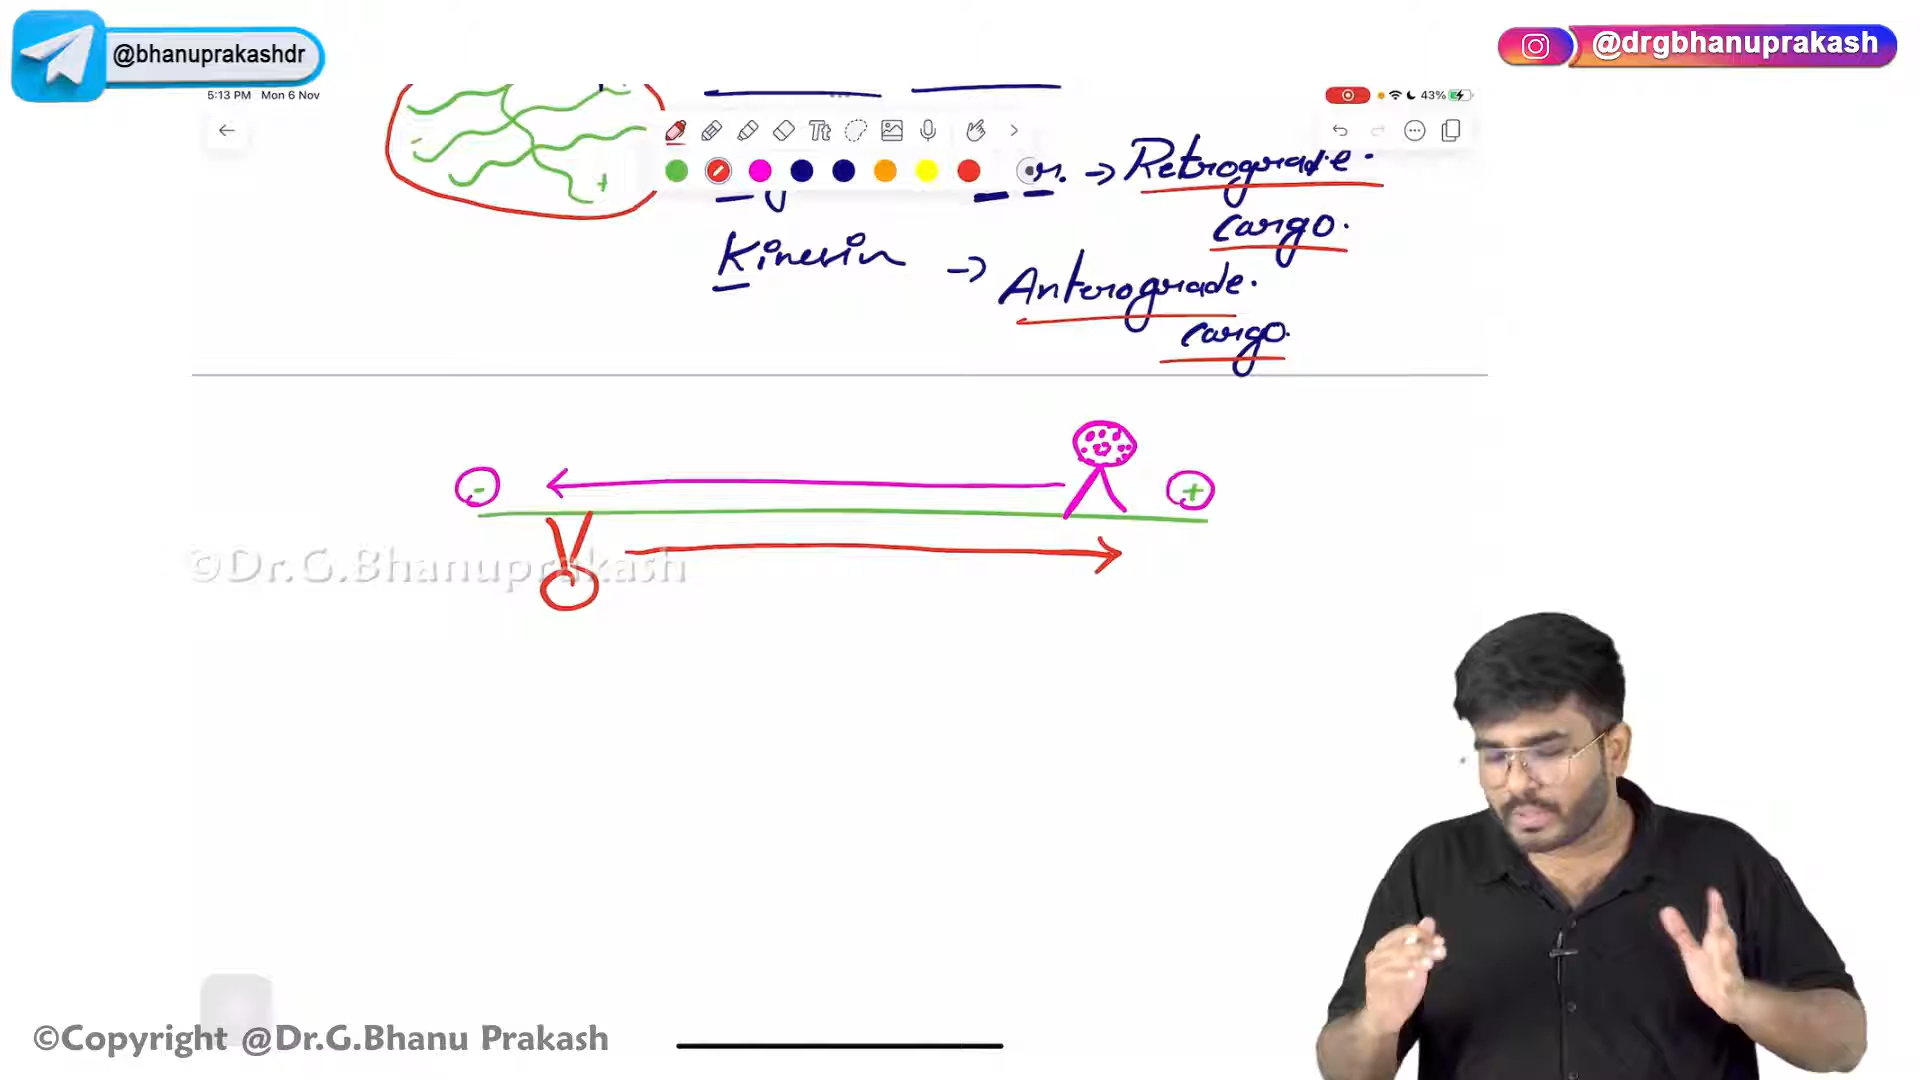 @bhanuprakashdr
@drgbhanuprakash
5:13 PM Mon 6 Nov
43%
Tt
+
→ Retrograde.
cargo.
Kinesin → Anterograde.
cargo.
- +
©Dr.G.Bhanuprakash
©Copyright @Dr.G.Bhanu Prakash